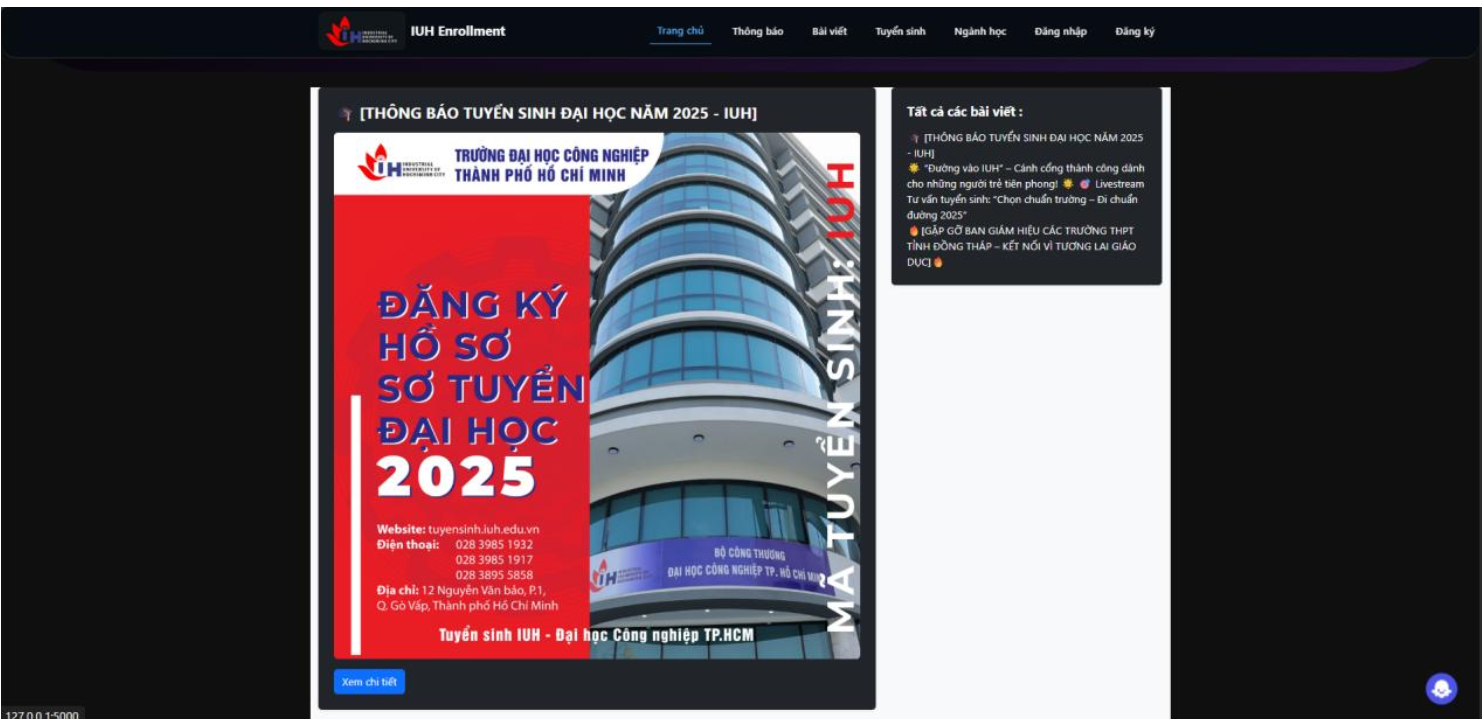 IUH
INDUSTRIAL
UNIVERSITY OF
HOCHIMINH CITY
IUH Enrollment
Trang chủ
Thông báo
Bài viết
Tuyển sinh
Ngành học
Đăng nhập
Đăng ký
[THÔNG BÁO TUYỂN SINH ĐẠI HỌC NĂM 2025 - IUH]
IUH
INDUSTRIAL
UNIVERSITY OF
HOCHIMINH CITY
TRƯỜNG ĐẠI HỌC CÔNG NGHIỆP
THÀNH PHỐ HỒ CHÍ MINH
ĐĂNG KÝ
HỒ SƠ
SƠ TUYỂN
ĐẠI HỌC
2025
Website: tuyensinh.iuh.edu.vn
Điện thoại: 028 3985 1932
028 3985 1917
028 3895 5858
Địa chỉ: 12 Nguyễn Văn bảo, P.1,
Q. Gò Vấp, Thành phố Hồ Chí Minh
MÃ TUYỂN SINH: IUH
BỘ CÔNG THƯƠNG
IUH
ĐẠI HỌC CÔNG NGHIỆP TP. HỒ CHÍ
Tuyển sinh IUH - Đại học Công nghiệp TP.HCM
Xem chi tiết
Tất cả các bài viết :
[THÔNG BÁO TUYỂN SINH ĐẠI HỌC NĂM 2025
- IUH]
🌟 "Đường vào IUH" – Cánh cổng thành công dành
cho những người trẻ tiên phong! 🌟 🎯 Livestream
Tư vấn tuyển sinh: "Chọn chuẩn trường – Đi chuẩn
đường 2025"
🔥 [GẶP GỠ BAN GIÁM HIỆU CÁC TRƯỜNG THPT
TỈNH ĐỒNG THÁP – KẾT NỐI VÌ TƯƠNG LAI GIÁO
DỤC] 🔥
127.0.0.1:5000